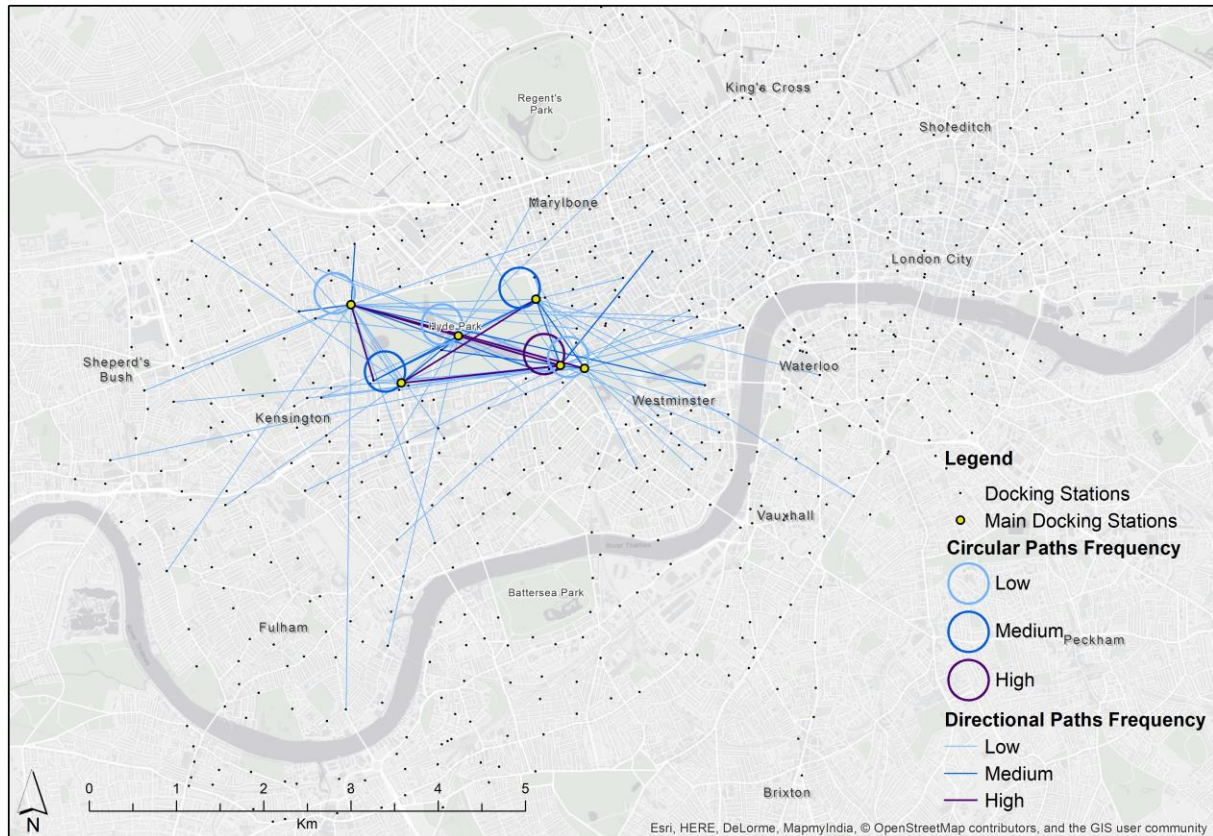 King's Cross
Regent's
Park
Shoreditch
Marylbone
London City
Hyde Park
Sheperd's
Bush
Waterloo
Westminster
Kensington
Vauxhall
Battersea Park
Fulham
Peckham
Brixton
Legend
Docking Stations
Main Docking Stations
Circular Paths Frequency
Low
Medium
High
Directional Paths Frequency
Low
Medium
High
0 1 2 3 4 5
Km
N
Esri, HERE, DeLorme, MapmyIndia, © OpenStreetMap contributors, and the GIS user community